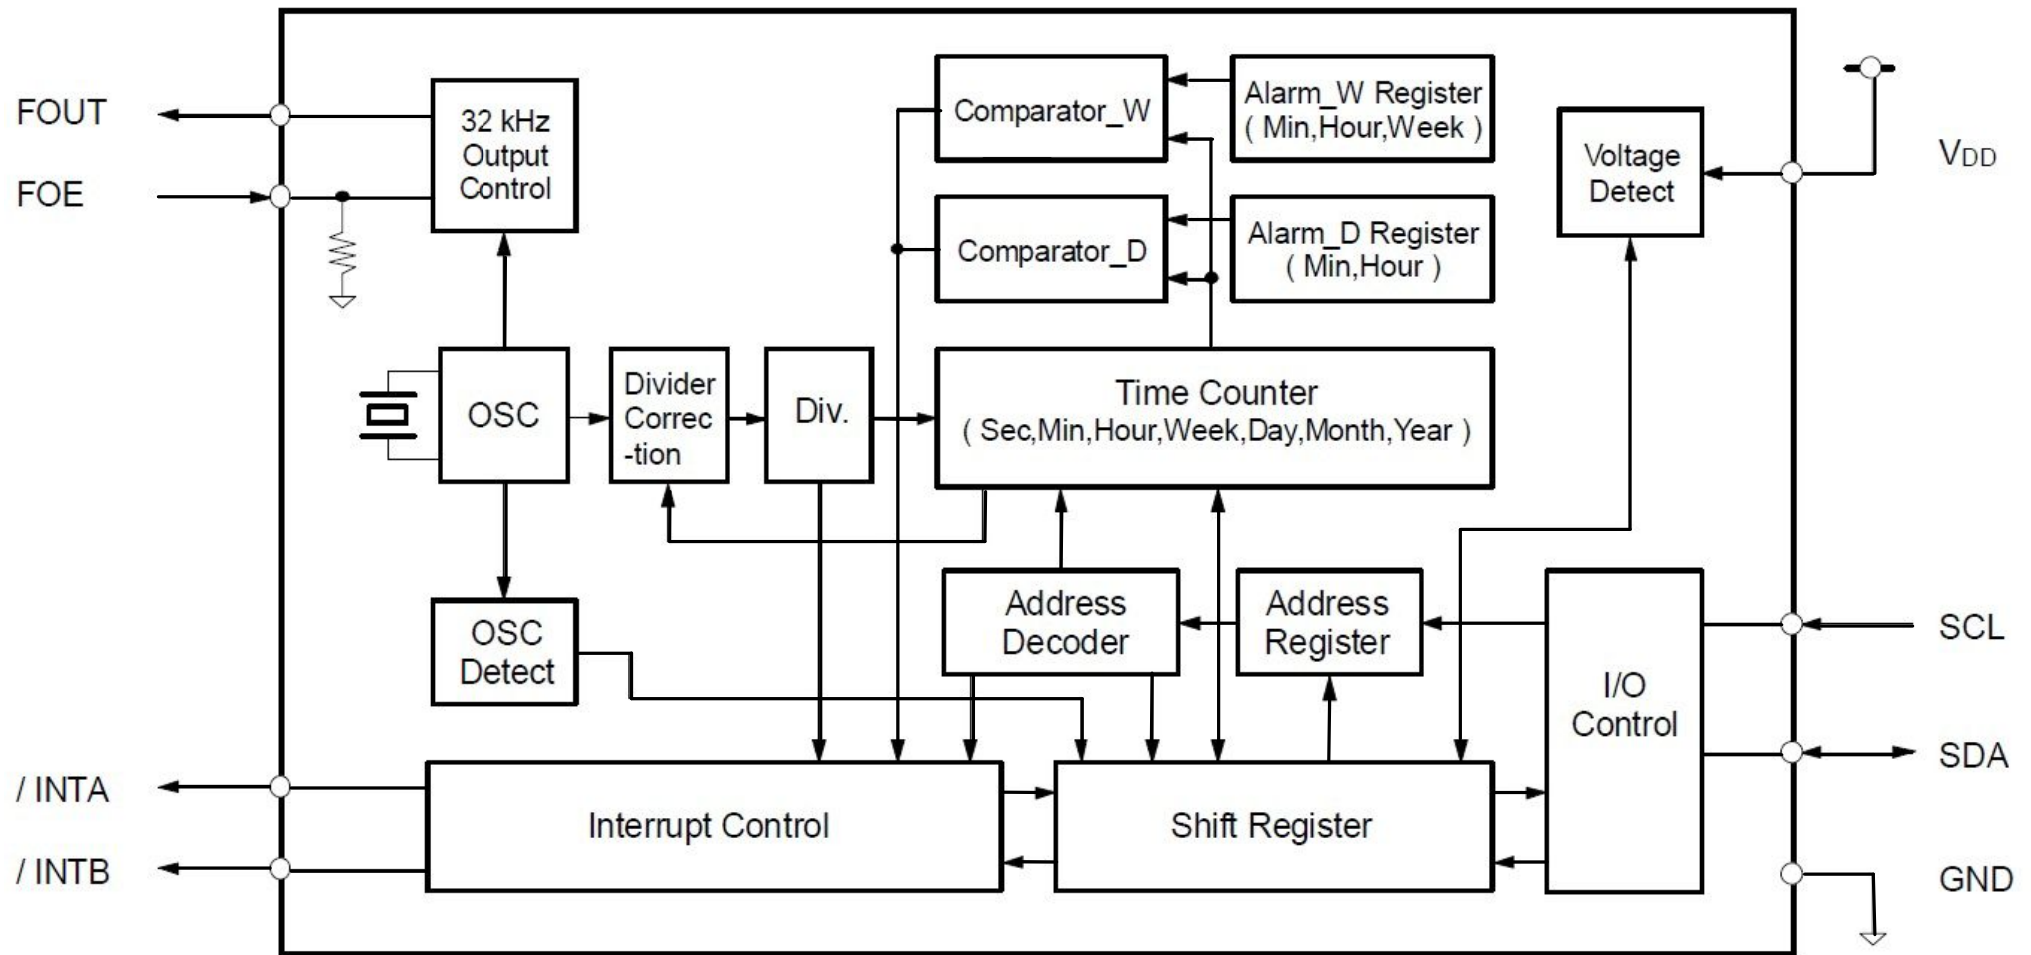 FOUT
FOE
32 kHz
Output
Control
Comparator_W
Alarm_W Register
( Min,Hour,Week )
Voltage
Detect
VDD
Comparator_D
Alarm_D Register
( Min,Hour )
OSC
Divider
Correc
-tion
Div.
Time Counter
( Sec,Min,Hour,Week,Day,Month,Year )
OSC
Detect
Address
Decoder
Address
Register
I/O
Control
SCL
SDA
GND
/ INTA
/ INTB
Interrupt Control
Shift Register